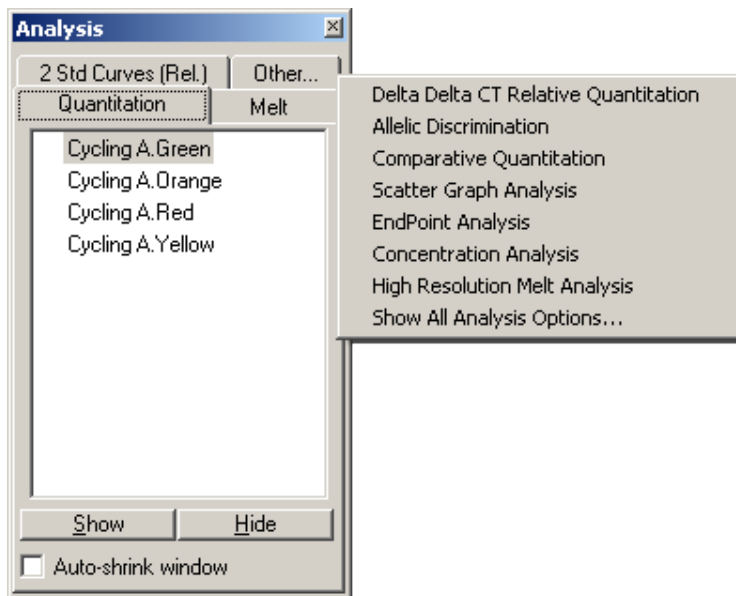 Analysis
2 Std Curves (Rel.)
Other...
Quantitation
Melt
Cycling A.Green
Cycling A.Orange
Cycling A.Red
Cycling A.Yellow
Show
Hide
Auto-shrink window
Delta Delta CT Relative Quantitation
Allelic Discrimination
Comparative Quantitation
Scatter Graph Analysis
EndPoint Analysis
Concentration Analysis
High Resolution Melt Analysis
Show All Analysis Options...